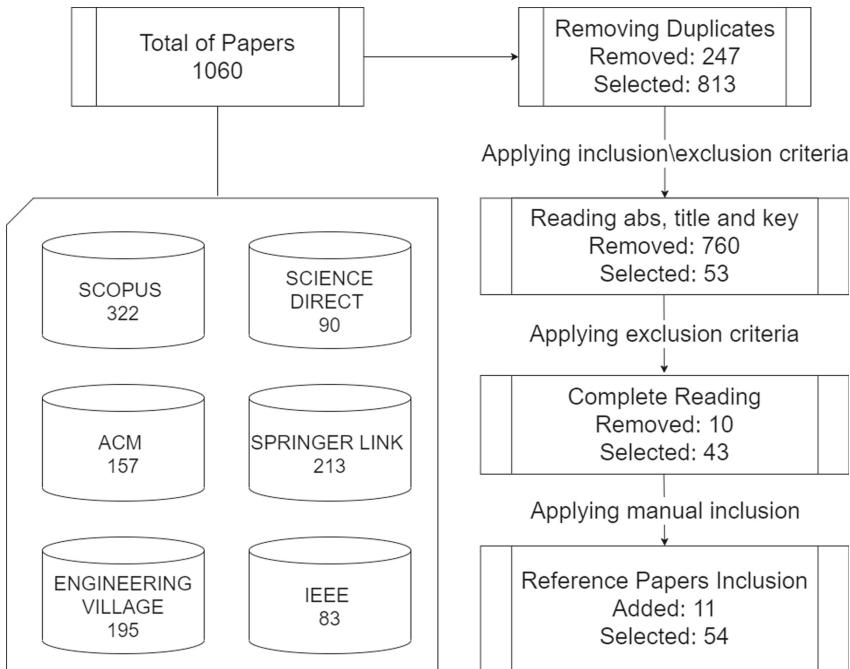 Total of Papers
1060
Removing Duplicates
Removed: 247
Selected: 813
Applying inclusion\exclusion criteria
Reading abs, title and key
Removed: 760
Selected: 53
Applying exclusion criteria
Complete Reading
Removed: 10
Selected: 43
Applying manual inclusion
Reference Papers Inclusion
Added: 11
Selected: 54
SCOPUS
322
SCIENCE
DIRECT
90
ACM
157
SPRINGER LINK
213
ENGINEERING
VILLAGE
195
IEEE
83